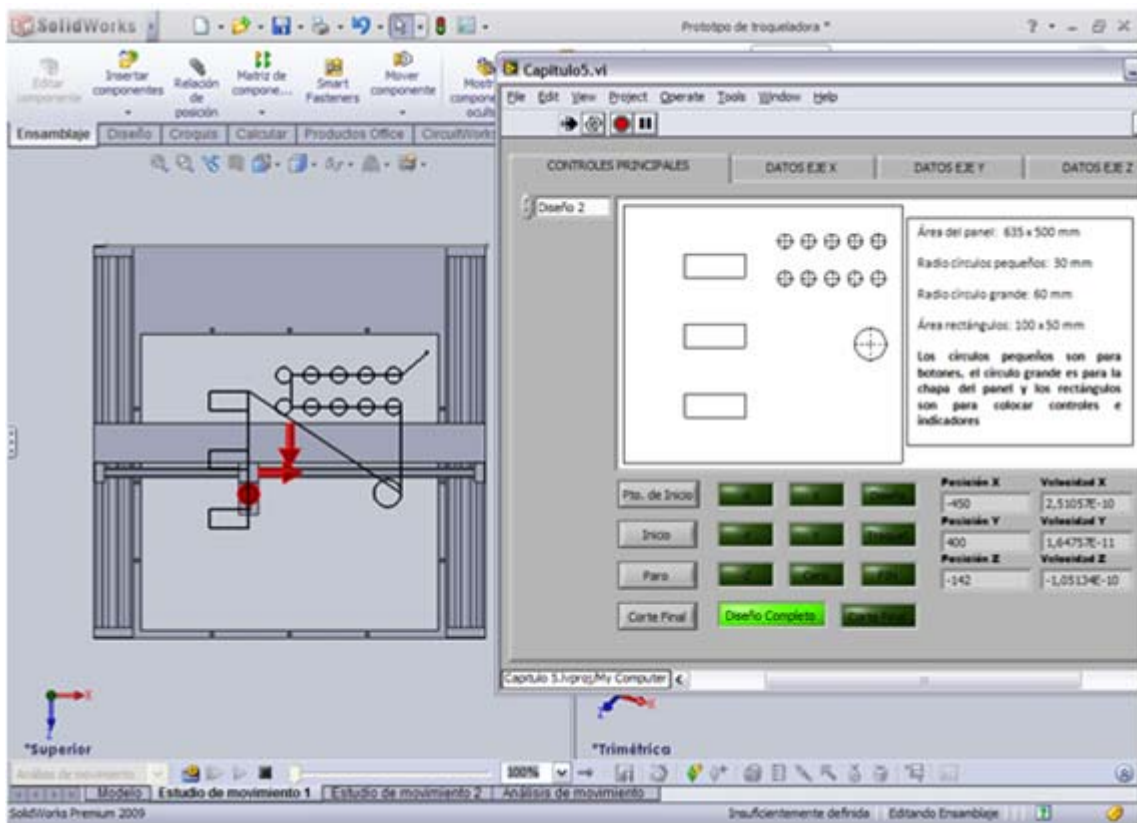 SolidWorks
Prototipo de troqueladora *
Editar componente
Insertar componentes
Relación de posición
Matriz de compone...
Smart Fasteners
Mover componente
Ensamblaje
Diseño
Croquis
Calcular
Productos Office
CircuitWorks
Capitulo5.vi
File Edit View Project Operate Tools Window Help
CONTROLES PRINCIPALES
DATOS EJE X
DATOS EJE Y
DATOS EJE Z
Diseño 2
Área del panel: 635 x 500 mm
Radio círculos pequeños: 30 mm
Radio círculo grande: 60 mm
Área rectángulos: 100 x 50 mm
Los círculos pequeños son para
botones, el círculo grande es para la
chapa del panel y los rectángulos
son para colocar controles e
indicadores
Pto. de Inicio
Inicio
Paro
Corte Final
Diseño Completo
Posición X
-450
Velocidad X
2,51057E-10
Posición Y
400
Velocidad Y
1,64757E-11
Posición Z
-142
Velocidad Z
-1,05134E-10
Capitulo 5.lvproj/My Computer
X
Z
*Superior
*Trimétrica
Análisis de movimiento
100%
Modelo
Estudio de movimiento 1
Estudio de movimiento 2
Análisis de movimiento
SolidWorks Premium 2009
Insuficientemente definida
Editando Ensamblaje